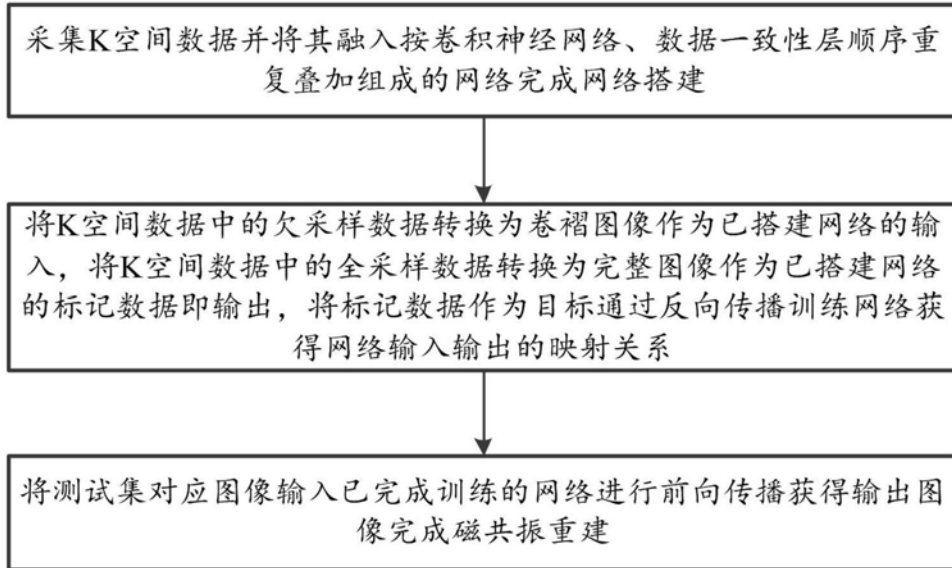 采集K空间数据并将其融入按卷积神经网络、数据一致性层顺序重
复叠加组成的网络完成网络搭建
将K空间数据中的欠采样数据转换为卷褶图像作为已搭建网络的输
入，将K空间数据中的全采样数据转换为完整图像作为已搭建网络
的标记数据即输出，将标记数据作为目标通过反向传播训练网络获
得网络输入输出的映射关系
将测试集对应图像输入已完成训练的网络进行前向传播获得输出图
像完成磁共振重建